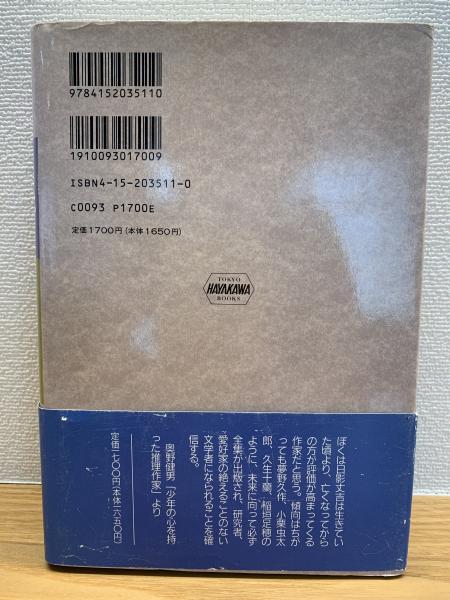 9784152035110
1910093017009
ISBN4-15-203511-0
C0093 P1700E
定価1700円(本体1650円)
TOKYO
HAYAKAWA
BOOKS
ぼくは日影丈吉は生きてい
た頃より、亡くなってから
の方が評価が高まってくる
作家だと思う。傾向はちが
っても夢野久作、小栗虫太
郎、久生十蘭、稲垣足穂の
ように、未来に向って必ず
全集が出版され、研究者、
愛好家の絶えることのない
文学者になられることを確
信する。
奥野健男「少年の心を持
った推理作家」より
定価一七〇〇円(本体一六五〇円)